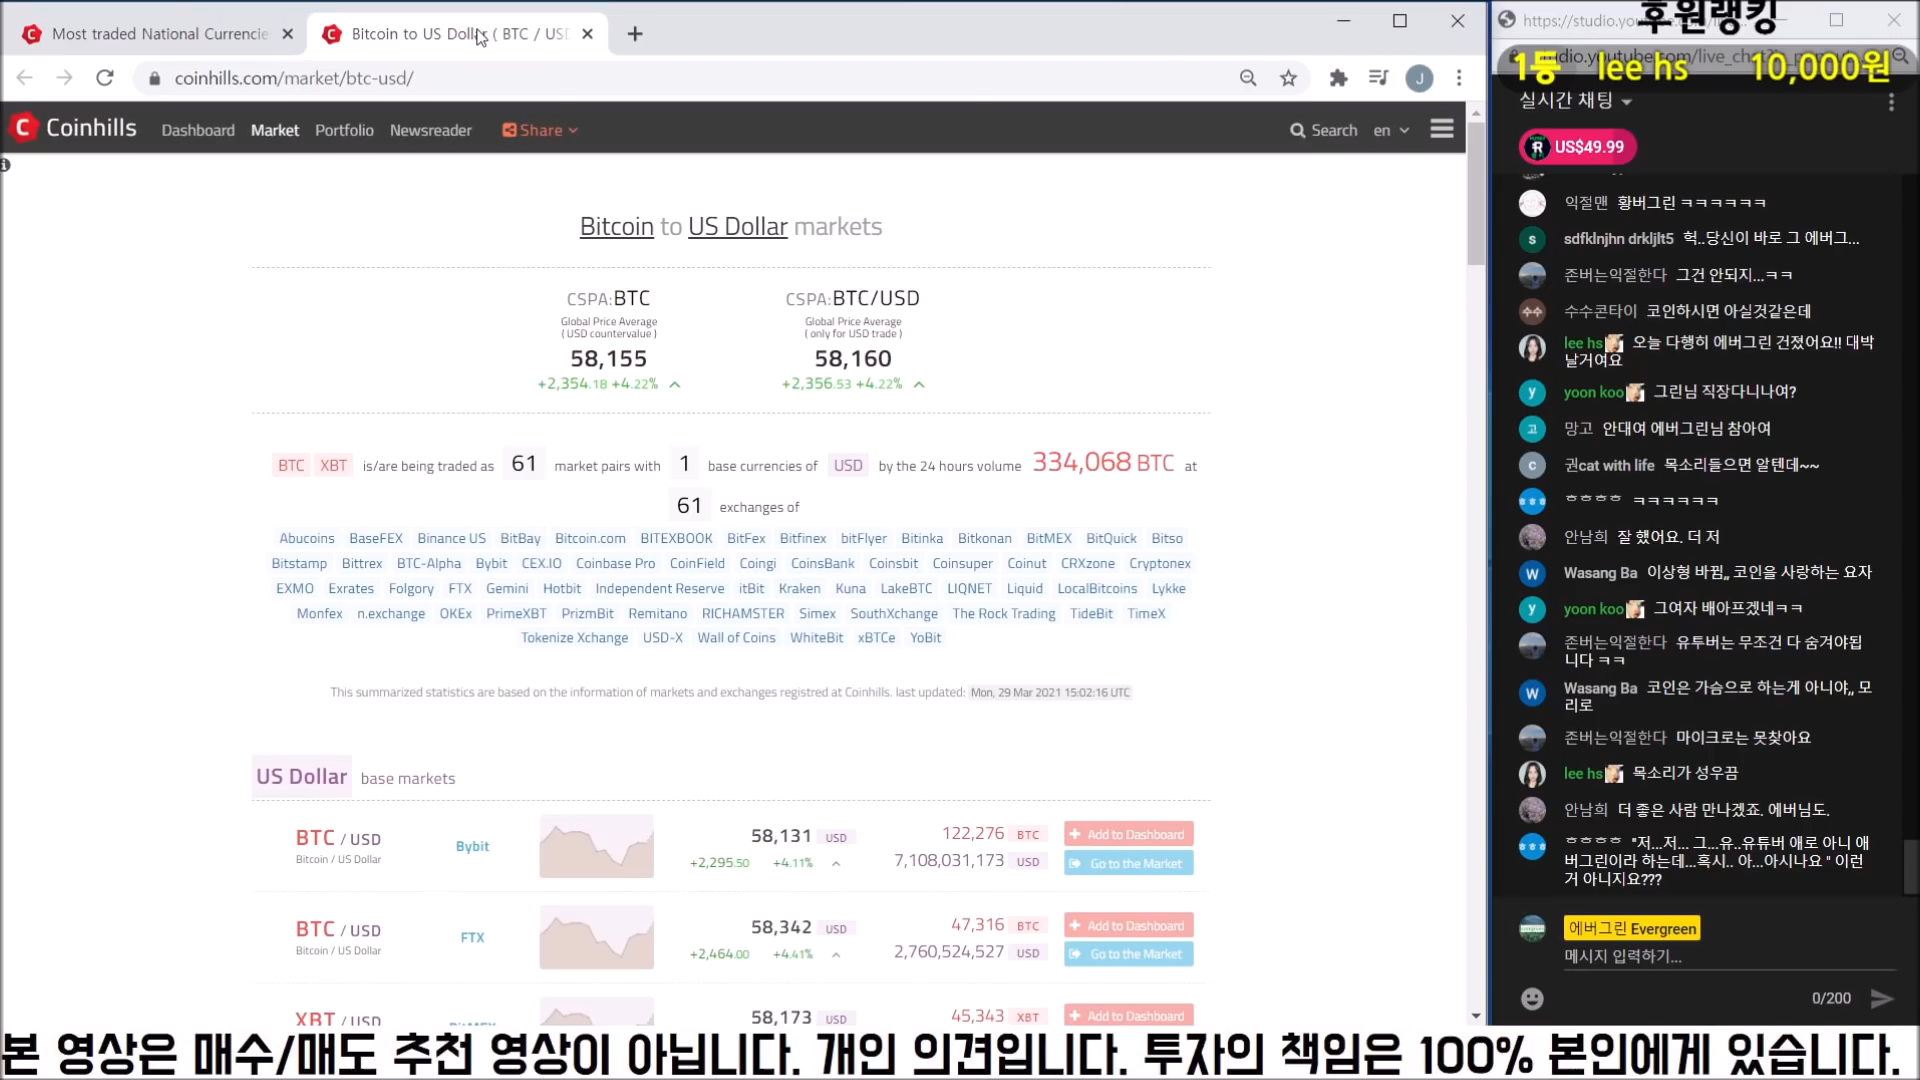 Most traded National Currencie
Bitcoin to US Doll ( BTC / USD
coinhills.com/market/btc-usd/
J
Coinhills
Dashboard Market Portfolio Newsreader Share
Search en
Bitcoin to US Dollar markets
CSPA:BTC
Global Price Average
( USD countervalue )
58,155
+2,354.18 +4.22%
CSPA:BTC/USD
Global Price Average
( only for USD trade )
58,160
+2,356.53 +4.22%
BTC XBT is/are being traded as 61 market pairs with 1 base currencies of USD by the 24 hours volume 334,068 BTC at
61 exchanges of
Abucoins BaseFEX Binance US BitBay Bitcoin.com BITEXBOOK BitFex Bitfinex bitFlyer Bitinka Bitkonan BitMEX BitQuick Bitso
Bitstamp Bittrex BTC-Alpha Bybit CEX.IO Coinbase Pro CoinField Coingi CoinsBank Coinsbit Coinsuper Coinut CRXzone Cryptonex
EXMO Exrates Folgory FTX Gemini Hotbit Independent Reserve itBit Kraken Kuna LakeBTC LIQNET Liquid LocalBitcoins Lykke
Monfex n.exchange OKEx PrimeXBT PrizmBit Remitano RICHAMSTER Simex SouthXchange The Rock Trading TideBit TimeX
Tokenize Xchange USD-X Wall of Coins WhiteBit xBTCe YoBit
This summarized statistics are based on the information of markets and exchanges registred at Coinhills. last updated: Mon, 29 Mar 2021 15:02:16 UTC
US Dollar base markets
BTC / USD
Bitcoin / US Dollar
Bybit
58,131 USD
+2,295.50 +4.11%
122,276 BTC
7,108,031,173 USD
Add to Dashboard
Go to the Market
BTC / USD
Bitcoin / US Dollar
FTX
58,342 USD
+2,464.00 +4.41%
47,316 BTC
2,760,524,527 USD
Add to Dashboard
Go to the Market
XBT / USD
BitMEX
58,173 USD
45,343 XBT
Add to Dashboard
https://studio.yo
후원랭킹
1등 lee hs 10,000원
실시간 채팅
US$49.99
익절맨 황버그린 ㅋㅋㅋㅋㅋㅋ
sdfklnjhn drkljlt5 헉..당신이 바로 그 에버그...
존버는익절한다 그건 안되지...ㅋㅋ
수수콘타이 코인하시면 아실것같은데
lee hs 오늘 다행히 에버그린 건졌어요!! 대박
날거여요
yoon koo 그린님 직장다니나여?
망고 안대여 에버그린님 참아여
권cat with life 목소리들으면 알텐데~~
ㅎㅎㅎㅎ ㅋㅋㅋㅋㅋㅋ
안남희 잘 했어요. 더 저
Wasang Ba 이상형 바뀜,, 코인을 사랑하는 요자
yoon koo 그여자 배아프겠네ㅋㅋ
존버는익절한다 유투버는 무조건 다 숨겨야됩
니다 ㅋㅋ
Wasang Ba 코인은 가슴으로 하는게 아니야,, 모
리로
존버는익절한다 마이크로는 못찾아요
lee hs 목소리가 성우끔
안남희 더 좋은 사람 만나겠죠. 에버님도.
ㅎㅎㅎㅎ "저...저... 그...유..유튜버 애로 아니 애
버그린이라 하는데...혹시.. 아...아시나요 " 이런
거 아니지요???
에버그린 Evergreen
메시지 입력하기...
0/200
본 영상은 매수/매도 추천 영상이 아닙니다. 개인 의견입니다. 투자의 책임은 100% 본인에게 있습니다.